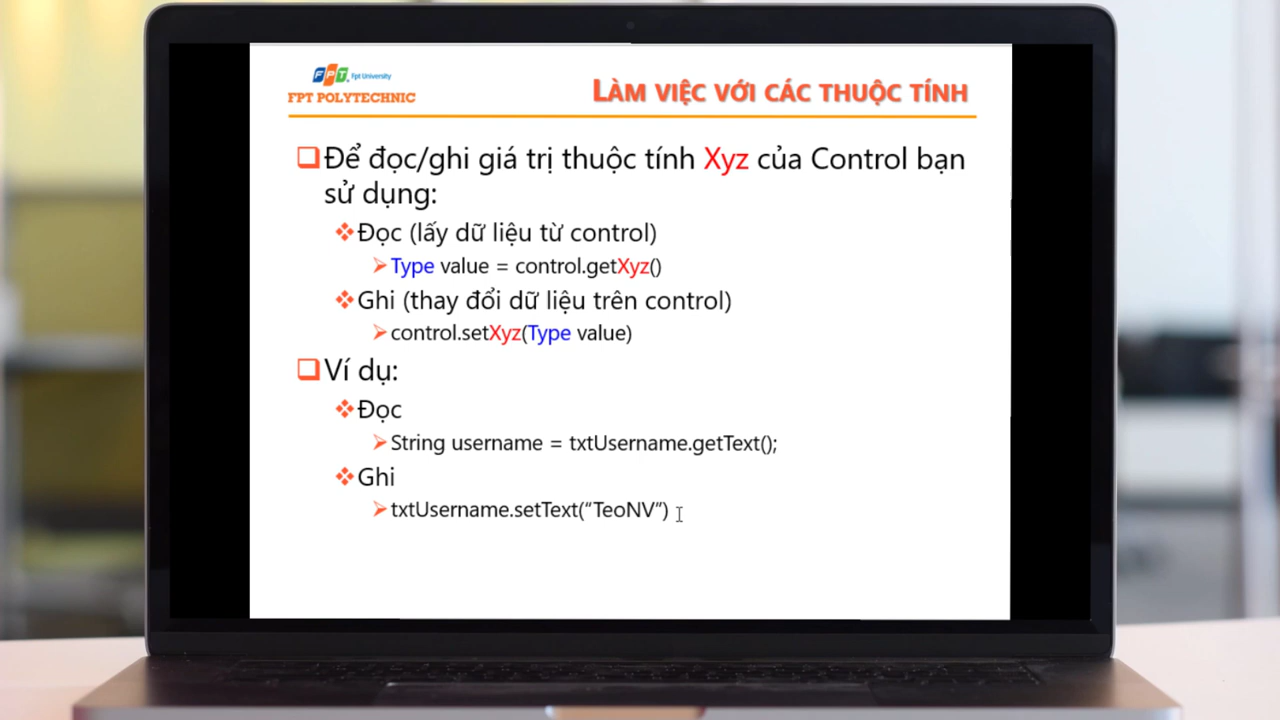 FPT. Fpt University
FPT POLYTECHNIC
LÀM VIỆC VỚI CÁC THUỘC TÍNH
Để đọc/ghi giá trị thuộc tính Xyz của Control bạn
sử dụng:
Đọc (lấy dữ liệu từ control)
Type value = control.getXyz()
Ghi (thay đổi dữ liệu trên control)
control.setXyz(Type value)
Ví dụ:
Đọc
String username = txtUsername.getText();
Ghi
txtUsername.setText(“TeoNV”)